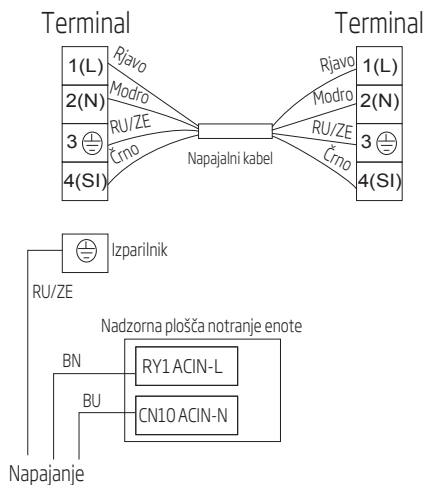 Terminal Terminal
1(L) Rjavo Rjavo 1(L)
2(N) Modro Modro 2(N)
3 RU/ZE RU/ZE 3
4(SI) Črno Črno 4(SI)
Napajalni kabel
Izparilnik
RU/ZE
Nadzorna plošča notranje enote
BN RY1 ACIN-L
BU CN10 ACIN-N
Napajanje